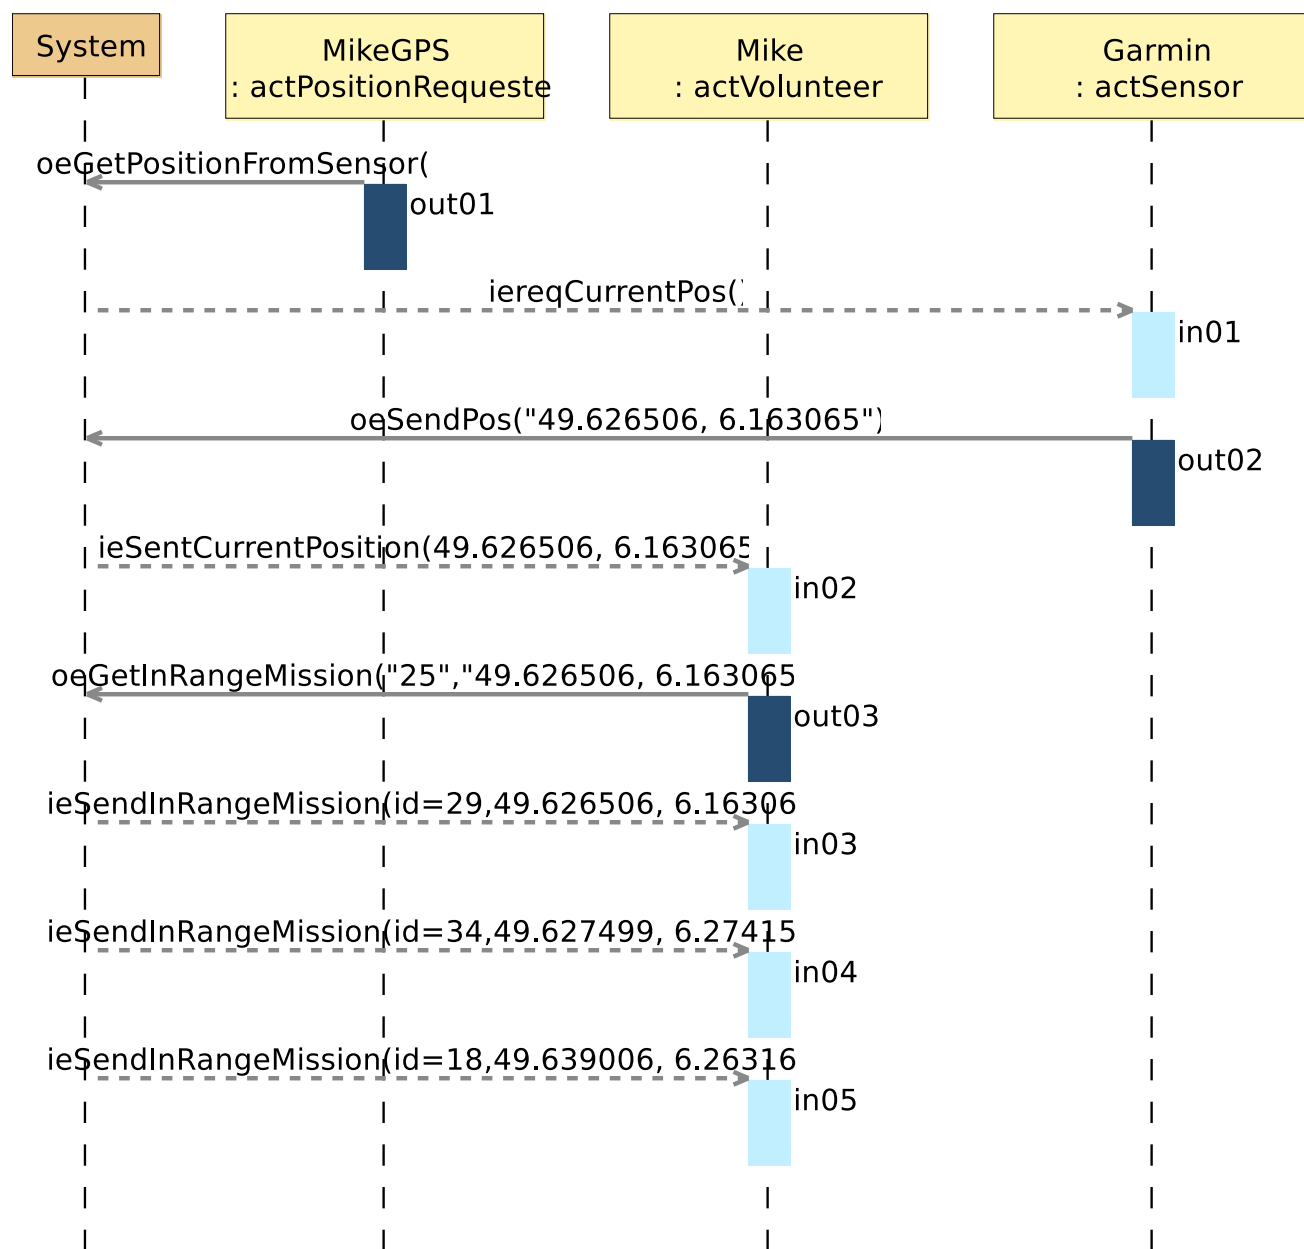 System
MikeGPS
: actPositionRequeste
Mike
: actVolunteer
Garmin
: actSensor
oeGetPositionFromSensor(
out01
iereqCurrentPos()
in01
oeSendPos("49.626506, 6.163065")
out02
ieSentCurrentPosition(49.626506, 6.163065
in02
oeGetInRangeMission("25","49.626506, 6.163065
out03
ieSendInRangeMission(id=29,49.626506, 6.16306
in03
ieSendInRangeMission(id=34,49.627499, 6.27415
in04
ieSendInRangeMission(id=18,49.639006, 6.26316
in05